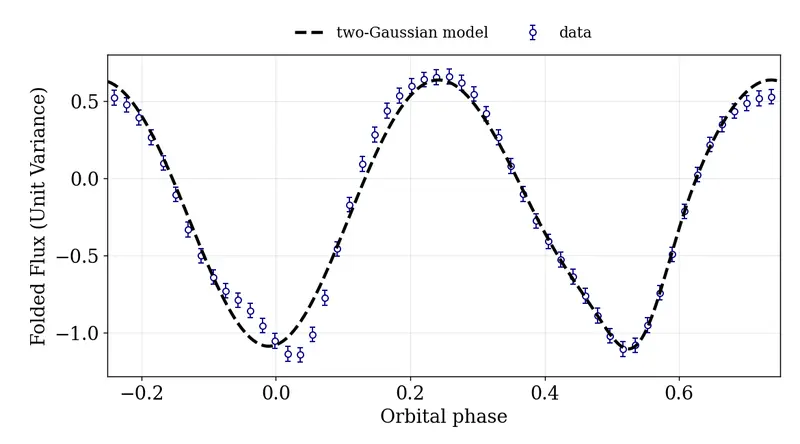 two-Gaussian model data
0.5
0.0
−0.5
−1.0
Folded Flux (Unit Variance)
−0.2 0.0 0.2 0.4 0.6
Orbital phase